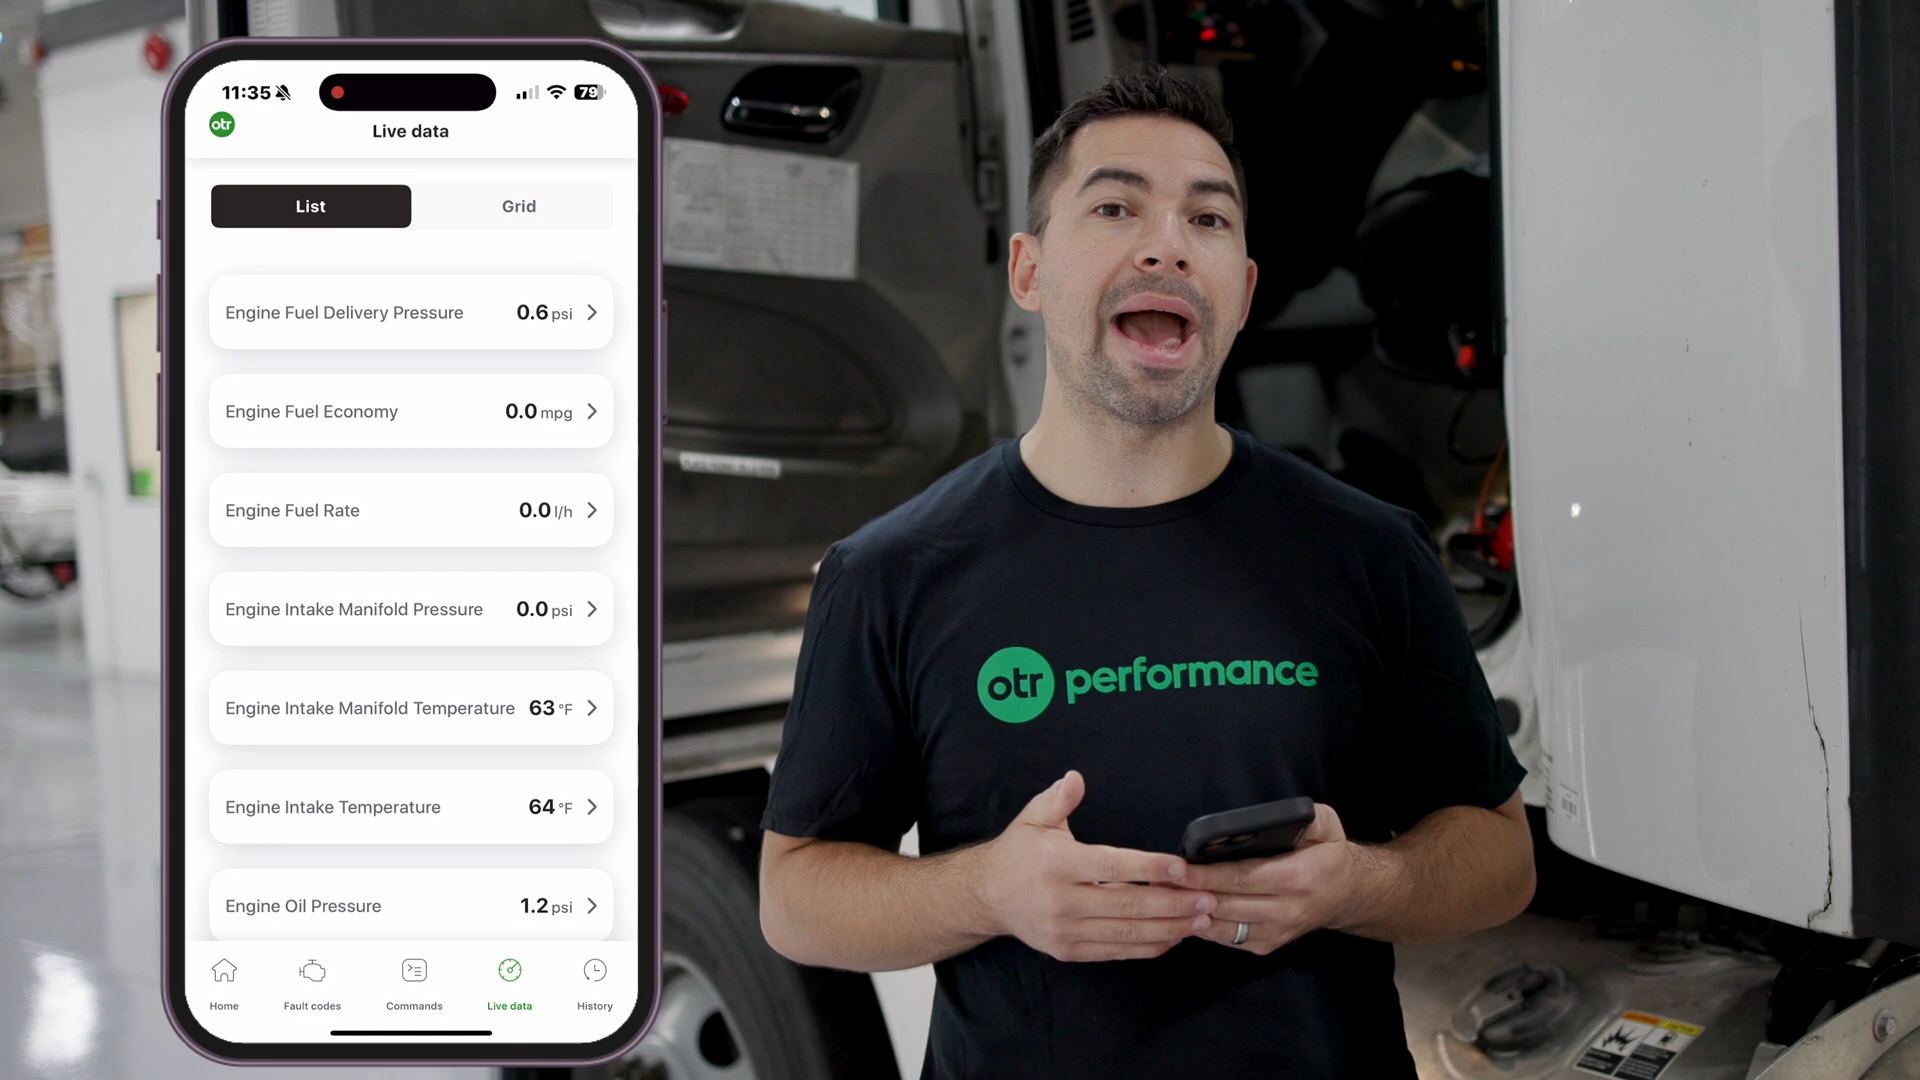 11:35
79
otr
Live data
List
Grid
Engine Fuel Delivery Pressure 0.6 psi
Engine Fuel Economy 0.0 mpg
Engine Fuel Rate 0.0 l/h
Engine Intake Manifold Pressure 0.0 psi
Engine Intake Manifold Temperature 63 °F
Engine Intake Temperature 64 °F
Engine Oil Pressure 1.2 psi
Home
Fault codes
Commands
Live data
History
otr performance